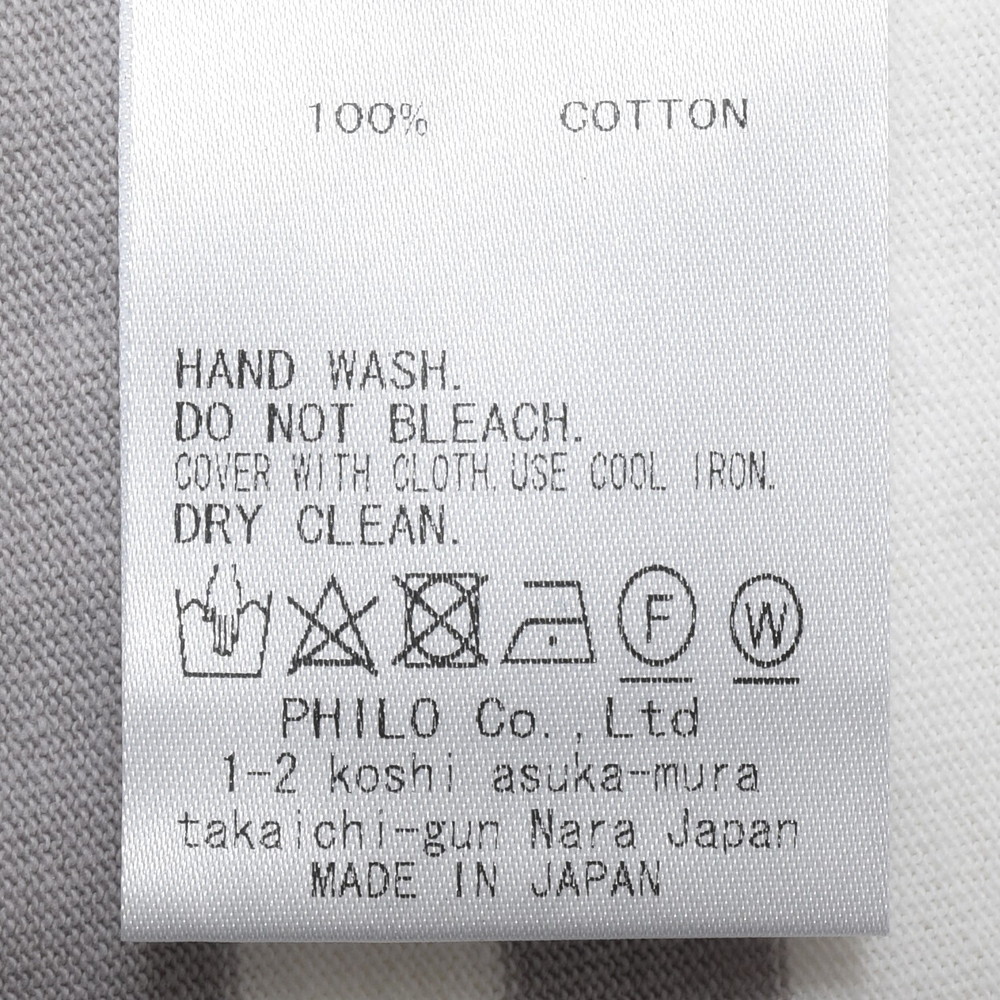 100% COTTON
HAND WASH.
DO NOT BLEACH.
COVER WITH CLOTH. USE COOL IRON.
DRY CLEAN.
F W
PHILO Co.,Ltd
1-2 koshi asuka-mura
takaichi-gun Nara Japan
MADE IN JAPAN